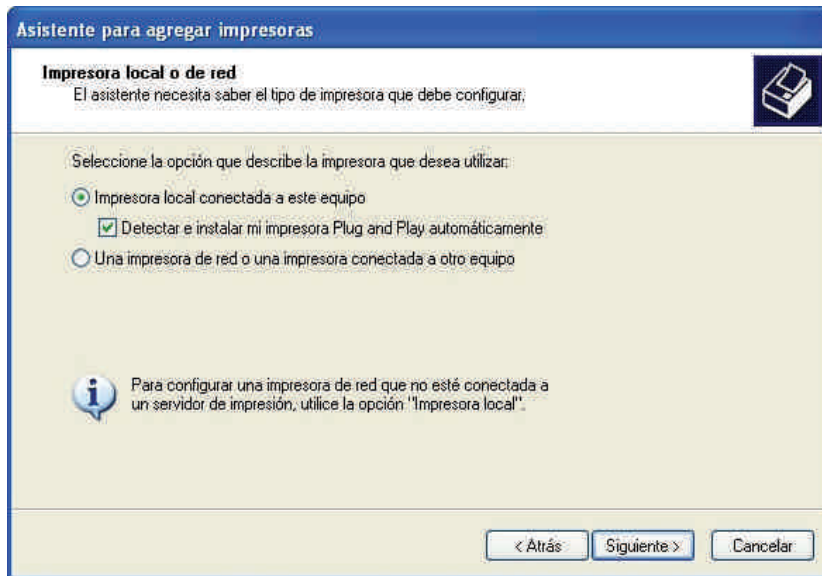 Asistente para agregar impresoras
Impresora local o de red
El asistente necesita saber el tipo de impresora que debe configurar.
Seleccione la opción que describe la impresora que desea utilizar:
Impresora local conectada a este equipo
Detectar e instalar mi impresora Plug and Play automáticamente
Una impresora de red o una impresora conectada a otro equipo
Para configurar una impresora de red que no esté conectada a
un servidor de impresión, utilice la opción "Impresora local".
< Atrás Siguiente > Cancelar